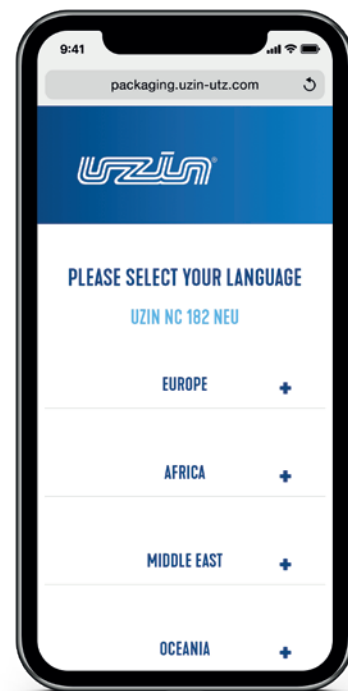 9:41
packaging.uzin-utz.com
uzin®
PLEASE SELECT YOUR LANGUAGE
UZIN NC 182 NEU
EUROPE +
AFRICA +
MIDDLE EAST +
OCEANIA +